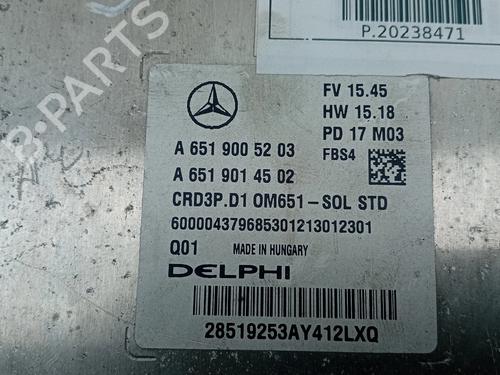 P.20238471
FV 15.45
HW 15.18
PD 17 M03
FBS4
A 651 900 52 03
A 651 901 45 02
CRD3P.D1 OM651-SOL STD
600004379685301213012301
Q01 MADE IN HUNGARY
DELPHI
28519253AY412LXQ
B-PARTS